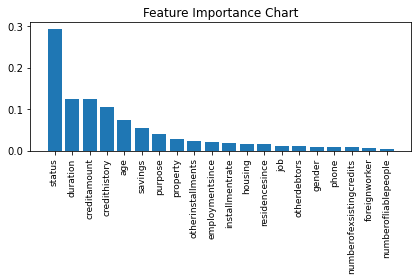 Feature Importance Chart
0.3
0.2
0.1
0.0
status
duration
creditamount
credithistory
age
savings
purpose
property
otherinstallments
employmentsince
installmentrate
housing
residencesince
job
otherdebtors
gender
phone
numberofexsistingcredits
foreignworker
numberofliablepeople